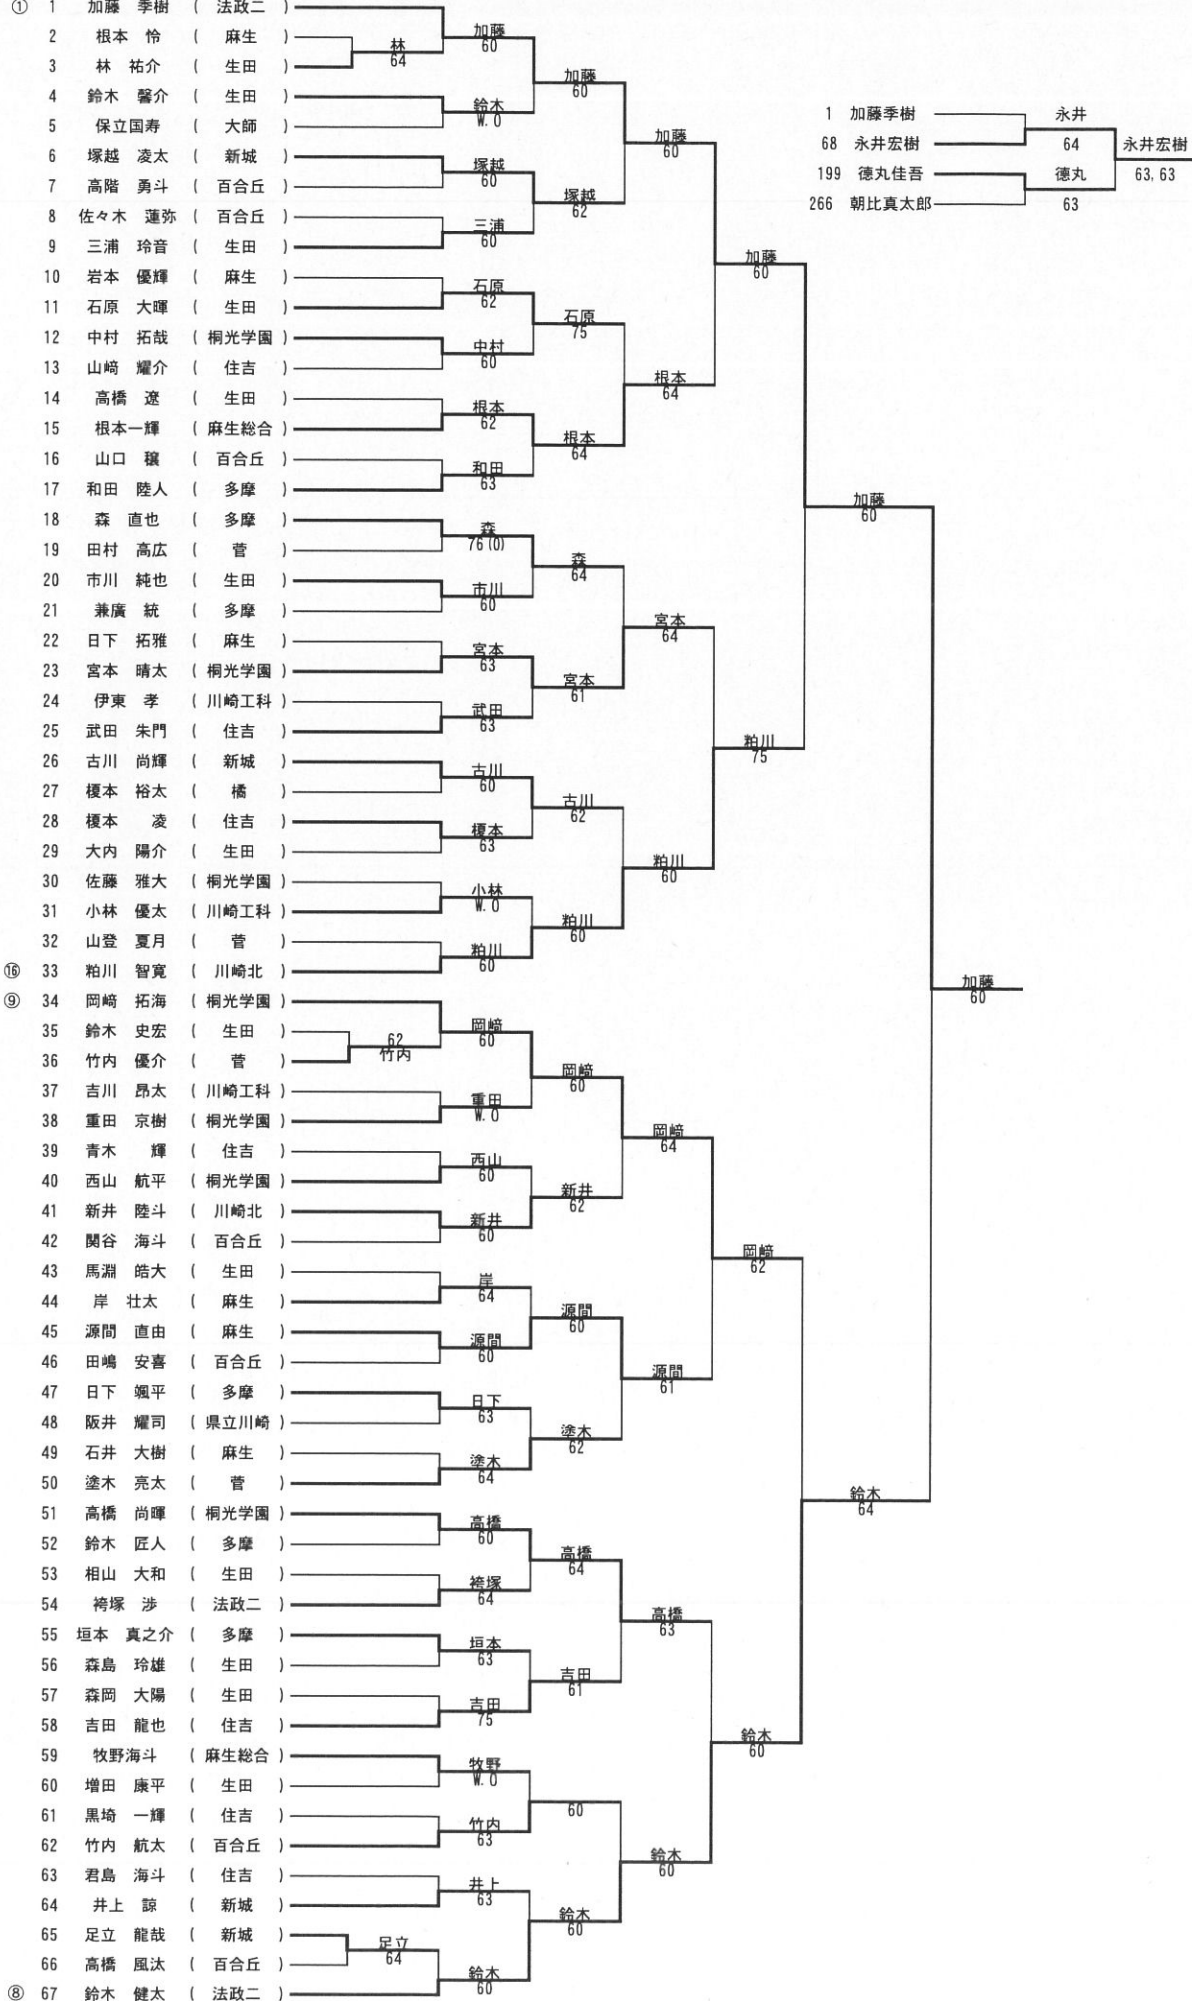 ① 1 加藤 季樹 ( 法政二 )
2 根本 怜 ( 麻生 )
3 林 祐介 ( 生田 )
4 鈴木 馨介 ( 生田 )
5 保立国寿 ( 大師 )
6 塚越 凌太 ( 新城 )
7 高階 勇斗 ( 百合丘 )
8 佐々木 蓮弥 ( 百合丘 )
9 三浦 玲音 ( 生田 )
10 岩本 優輝 ( 麻生 )
11 石原 大暉 ( 生田 )
12 中村 拓哉 ( 桐光学園 )
13 山﨑 耀介 ( 住吉 )
14 高橋 遼 ( 生田 )
15 根本一輝 ( 麻生総合 )
16 山口 穣 ( 百合丘 )
17 和田 陸人 ( 多摩 )
18 森 直也 ( 多摩 )
19 田村 高広 ( 菅 )
20 市川 純也 ( 生田 )
21 兼廣 統 ( 多摩 )
22 日下 拓雅 ( 麻生 )
23 宮本 晴太 ( 桐光学園 )
24 伊東 孝 ( 川崎工科 )
25 武田 朱門 ( 住吉 )
26 古川 尚輝 ( 新城 )
27 榎本 裕太 ( 橘 )
28 榎本 凌 ( 住吉 )
29 大内 陽介 ( 生田 )
30 佐藤 雅大 ( 桐光学園 )
31 小林 優太 ( 川崎工科 )
32 山登 夏月 ( 菅 )
⑯ 33 粕川 智寛 ( 川崎北 )
⑨ 34 岡﨑 拓海 ( 桐光学園 )
35 鈴木 史宏 ( 生田 )
36 竹内 優介 ( 菅 )
37 吉川 昂太 ( 川崎工科 )
38 重田 京樹 ( 桐光学園 )
39 青木 輝 ( 住吉 )
40 西山 航平 ( 桐光学園 )
41 新井 陸斗 ( 川崎北 )
42 関谷 海斗 ( 百合丘 )
43 馬淵 皓大 ( 生田 )
44 岸 壮太 ( 麻生 )
45 源間 直由 ( 麻生 )
46 田嶋 安喜 ( 百合丘 )
47 日下 颯平 ( 多摩 )
48 阪井 耀司 ( 県立川崎 )
49 石井 大樹 ( 麻生 )
50 塗木 亮太 ( 菅 )
51 高橋 尚暉 ( 桐光学園 )
52 鈴木 匠人 ( 多摩 )
53 相山 大和 ( 生田 )
54 袴塚 渉 ( 法政二 )
55 垣本 真之介 ( 多摩 )
56 森島 玲雄 ( 生田 )
57 森岡 大陽 ( 生田 )
58 吉田 龍也 ( 住吉 )
59 牧野海斗 ( 麻生総合 )
60 増田 康平 ( 生田 )
61 黒埼 一輝 ( 住吉 )
62 竹内 航太 ( 百合丘 )
63 君島 海斗 ( 住吉 )
64 井上 諒 ( 新城 )
65 足立 龍哉 ( 新城 )
66 高橋 風汰 ( 百合丘 )
⑧ 67 鈴木 健太 ( 法政二 )
林
64
62
竹内
足立
64
加藤
60
鈴木
W.O
塚越
60
三浦
60
石原
62
中村
60
根本
62
和田
63
森
76(0)
市川
60
宮本
63
武田
63
古川
60
榎本
63
小林
W.O
粕川
60
岡﨑
60
重田
W.O
西山
60
新井
60
岸
64
源間
60
日下
63
塗木
64
高橋
60
袴塚
64
垣本
63
吉田
75
牧野
W.O
竹内
63
井上
63
鈴木
60
加藤
60
塚越
62
石原
75
根本
64
森
64
宮本
61
古川
62
粕川
60
岡﨑
60
新井
62
源間
60
塗木
62
高橋
64
吉田
61
60
鈴木
60
加藤
60
根本
64
宮本
64
粕川
60
岡﨑
64
源間
61
高橋
63
鈴木
60
加藤
60
粕川
75
岡﨑
62
鈴木
60
加藤
60
鈴木
64
加藤
60
1 加藤季樹
68 永井宏樹
199 徳丸佳吾
266 朝比真太郎
永井
64
徳丸
63
永井宏樹
63, 63